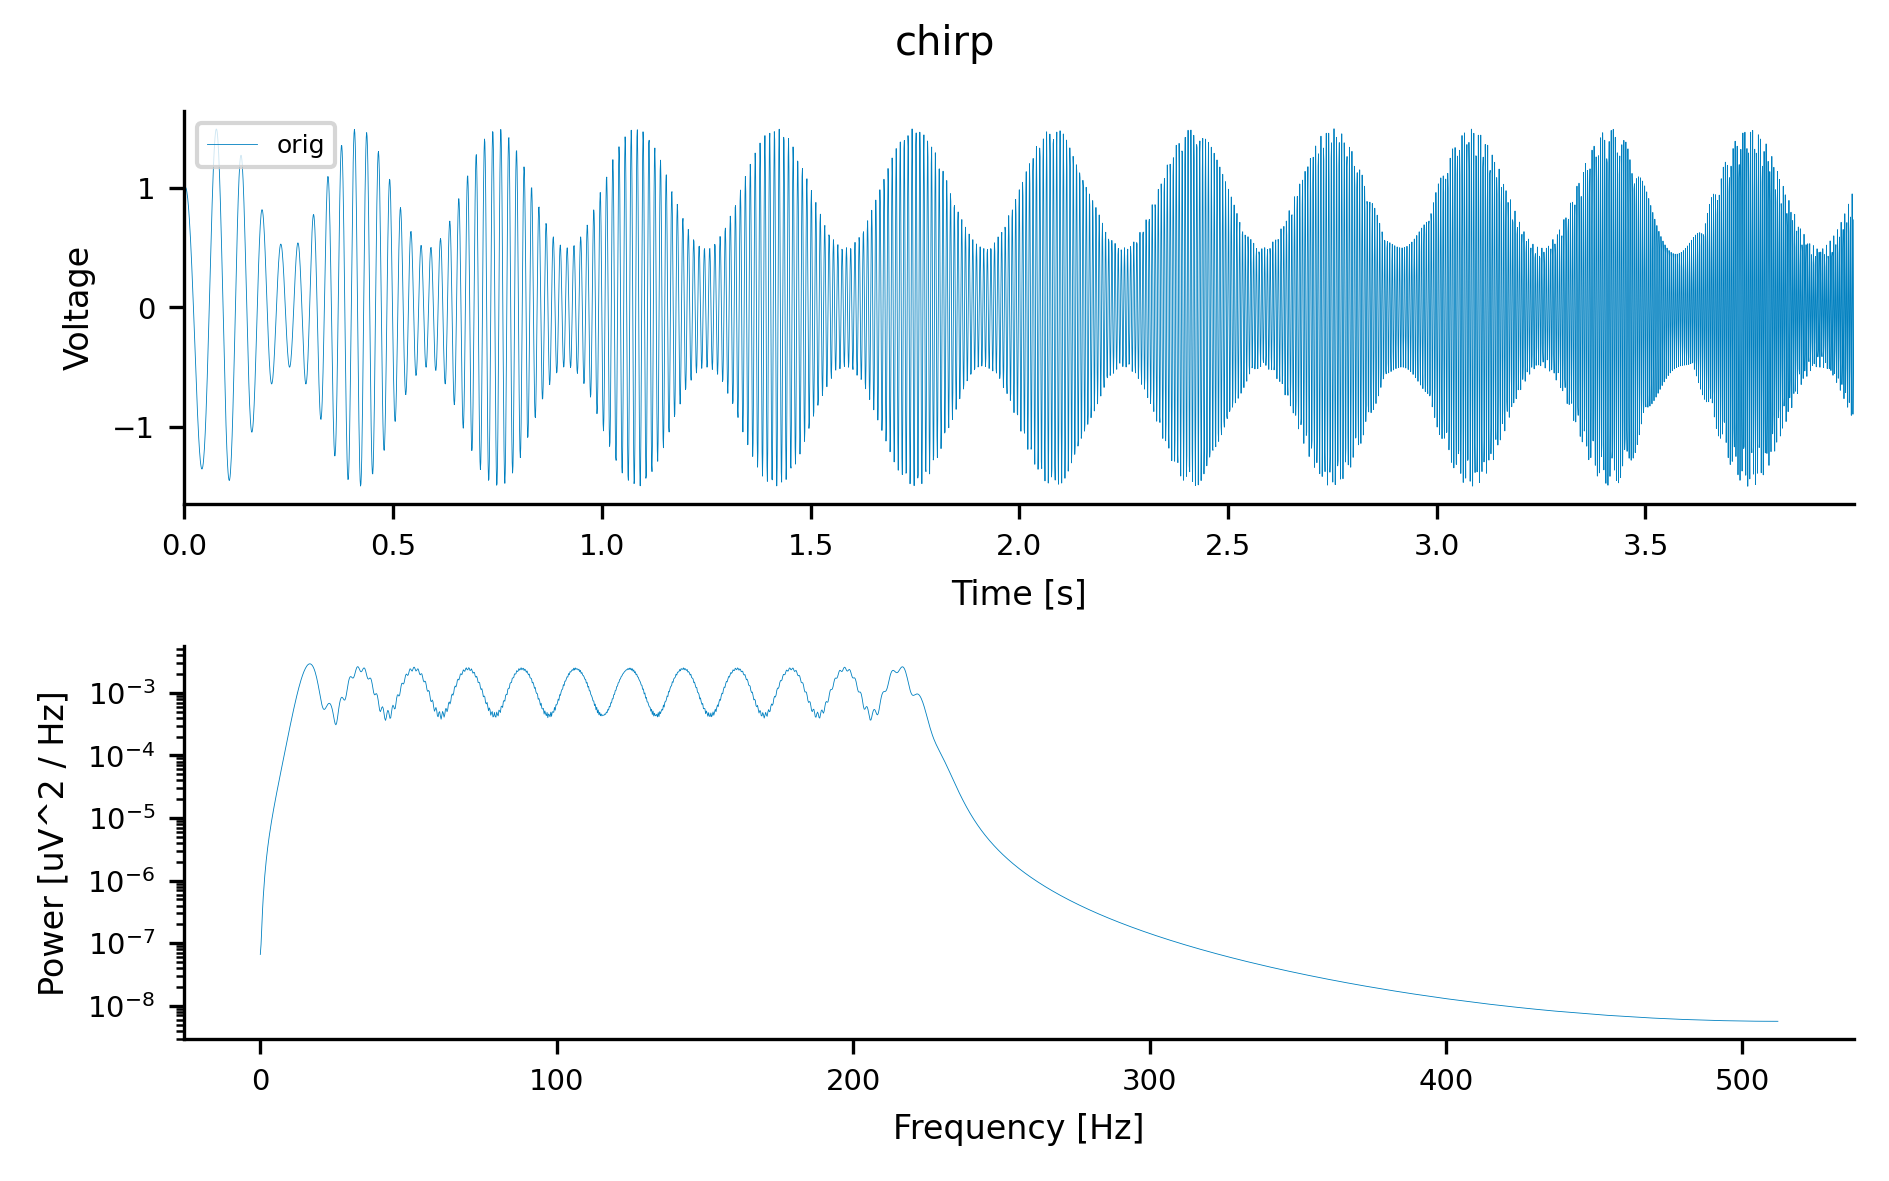 chirp
orig
Voltage
1
0
−1
0.0 0.5 1.0 1.5 2.0 2.5 3.0 3.5
Time [s]
Power [uV^2 / Hz]
10⁻³
10⁻⁴
10⁻⁵
10⁻⁶
10⁻⁷
10⁻⁸
0 100 200 300 400 500
Frequency [Hz]